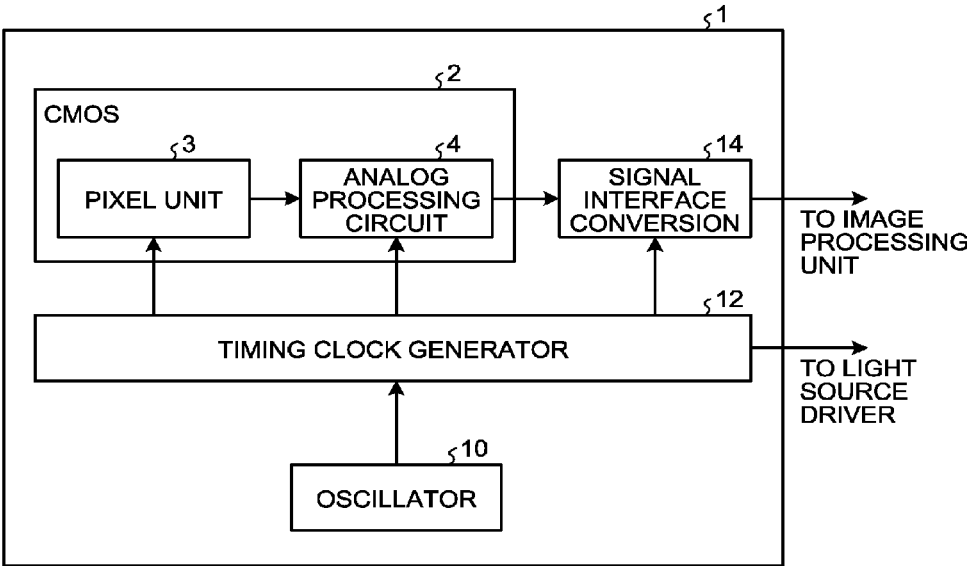 1
2
CMOS
3
PIXEL UNIT
4
ANALOG
PROCESSING
CIRCUIT
14
SIGNAL
INTERFACE
CONVERSION
TO IMAGE
PROCESSING
UNIT
12
TIMING CLOCK GENERATOR
TO LIGHT
SOURCE
DRIVER
10
OSCILLATOR